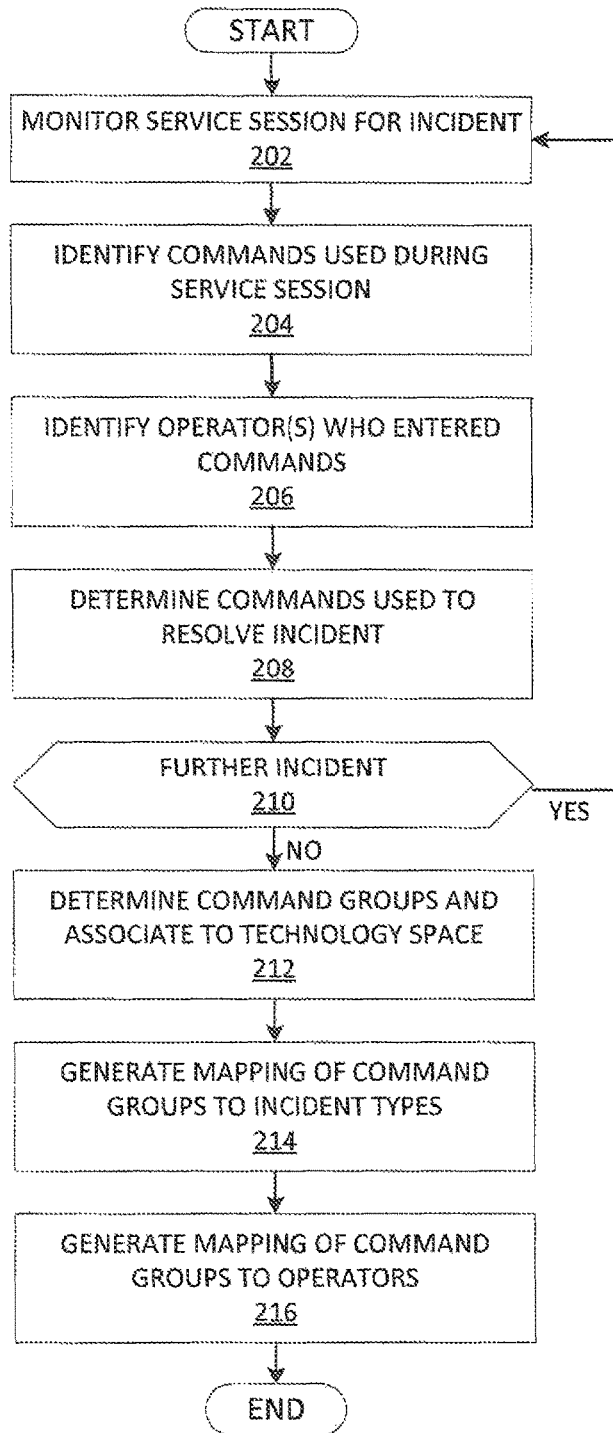 START
MONITOR SERVICE SESSION FOR INCIDENT
202
IDENTIFY COMMANDS USED DURING
SERVICE SESSION
204
IDENTIFY OPERATOR(S) WHO ENTERED
COMMANDS
206
DETERMINE COMMANDS USED TO
RESOLVE INCIDENT
208
FURTHER INCIDENT
210
YES
NO
DETERMINE COMMAND GROUPS AND
ASSOCIATE TO TECHNOLOGY SPACE
212
GENERATE MAPPING OF COMMAND
GROUPS TO INCIDENT TYPES
214
GENERATE MAPPING OF COMMAND
GROUPS TO OPERATORS
216
END